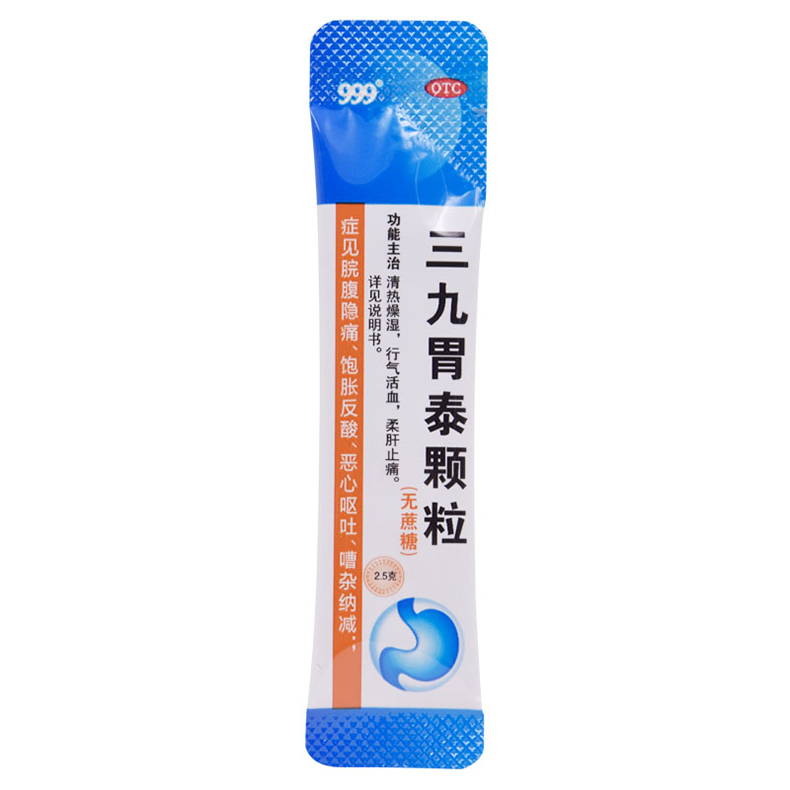 999®
OTC
三九胃泰颗粒
(无蔗糖)
功能主治 清热燥湿，行气活血，柔肝止痛。
详见说明书。
2.5克
症见脘腹隐痛、饱胀反酸、恶心呕吐、嘈杂纳减；